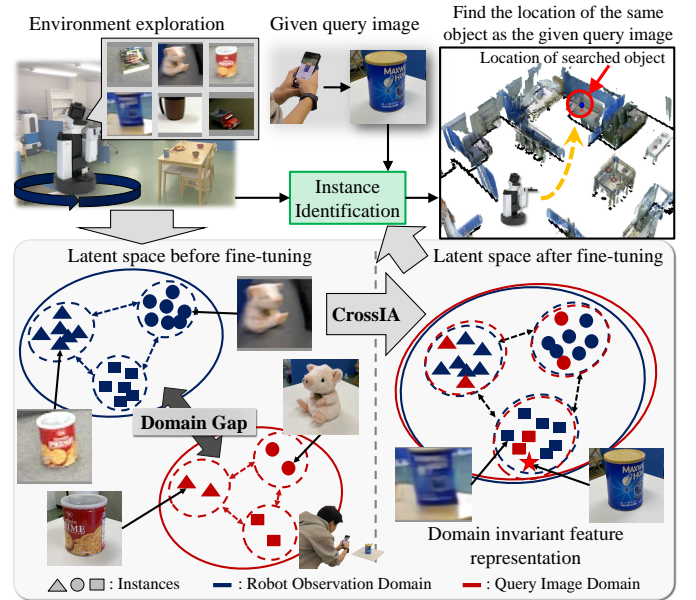 Environment exploration
Given query image
Find the location of the same
object as the given query image
Location of searched object
MAXWELL
Instance
Identification
Latent space before fine-tuning
Latent space after fine-tuning
CrossIA
Domain Gap
MAXWELL
Domain invariant feature
representation
: Instances
: Robot Observation Domain
: Query Image Domain